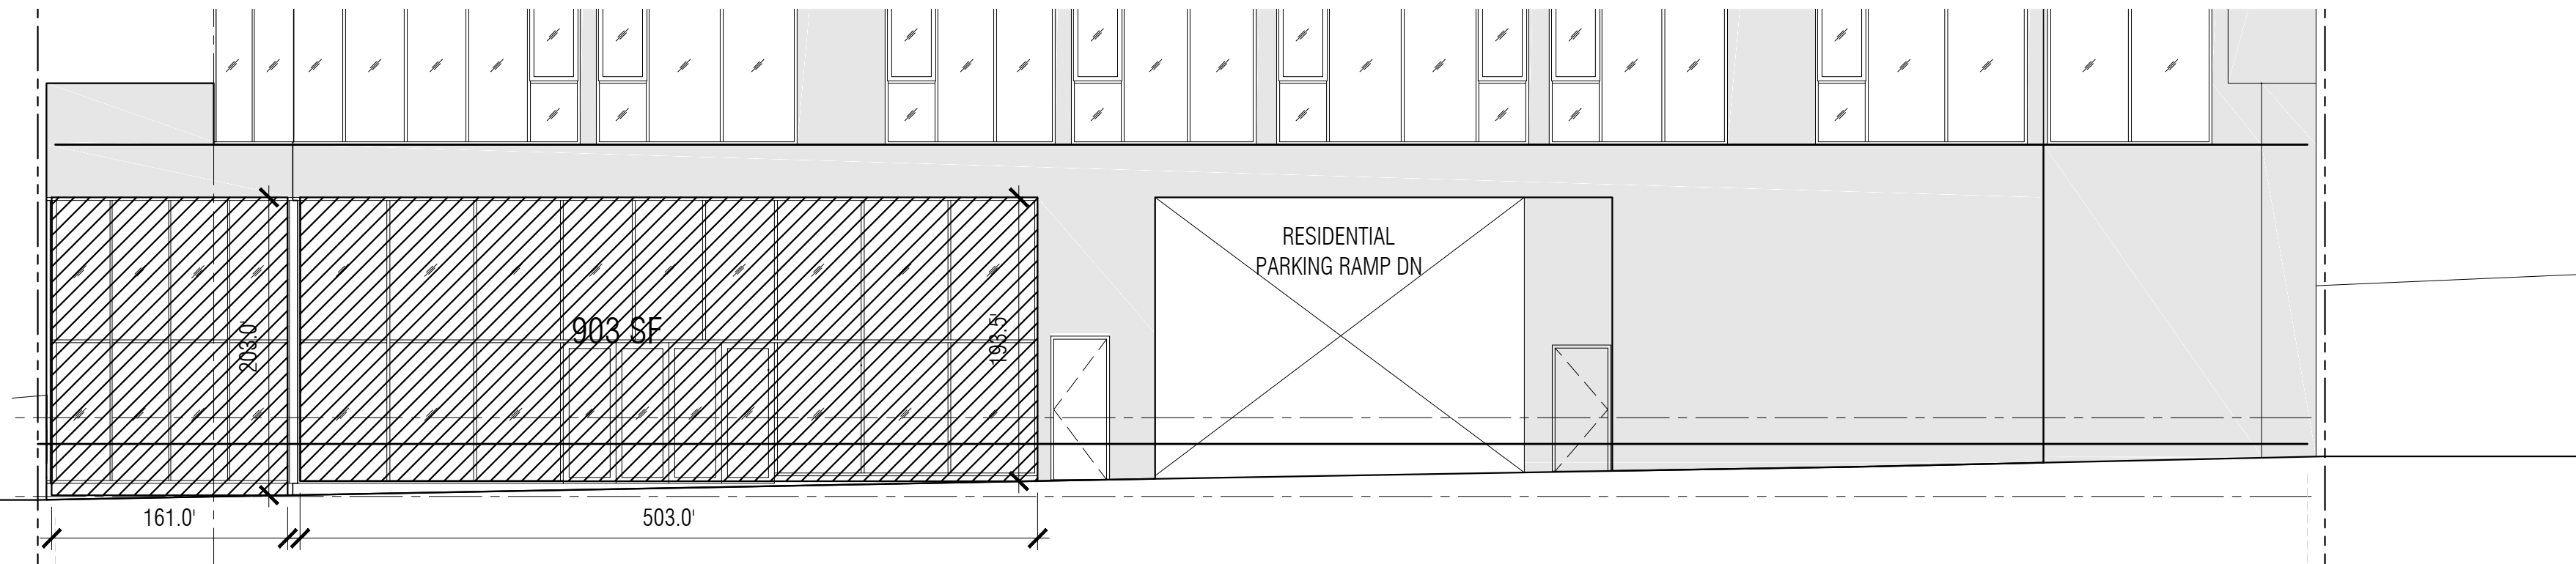 RESIDENTIAL
PARKING RAMP DN
903 SF
203.0'
193.5'
161.0'
503.0'